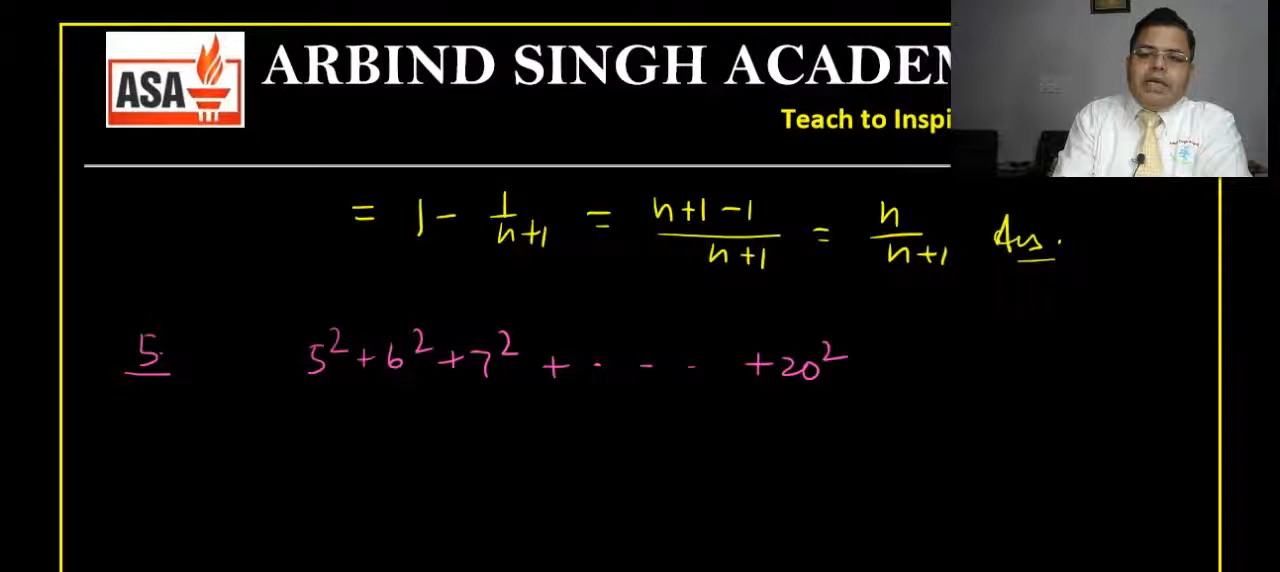 ASA ARBIND SINGH ACADEM
Teach to Inspi
= 1 - 1/n+1 = n+1-1/n+1 = n/n+1 Ans.
5. 5² + 6² + 7² + . - . + 20²